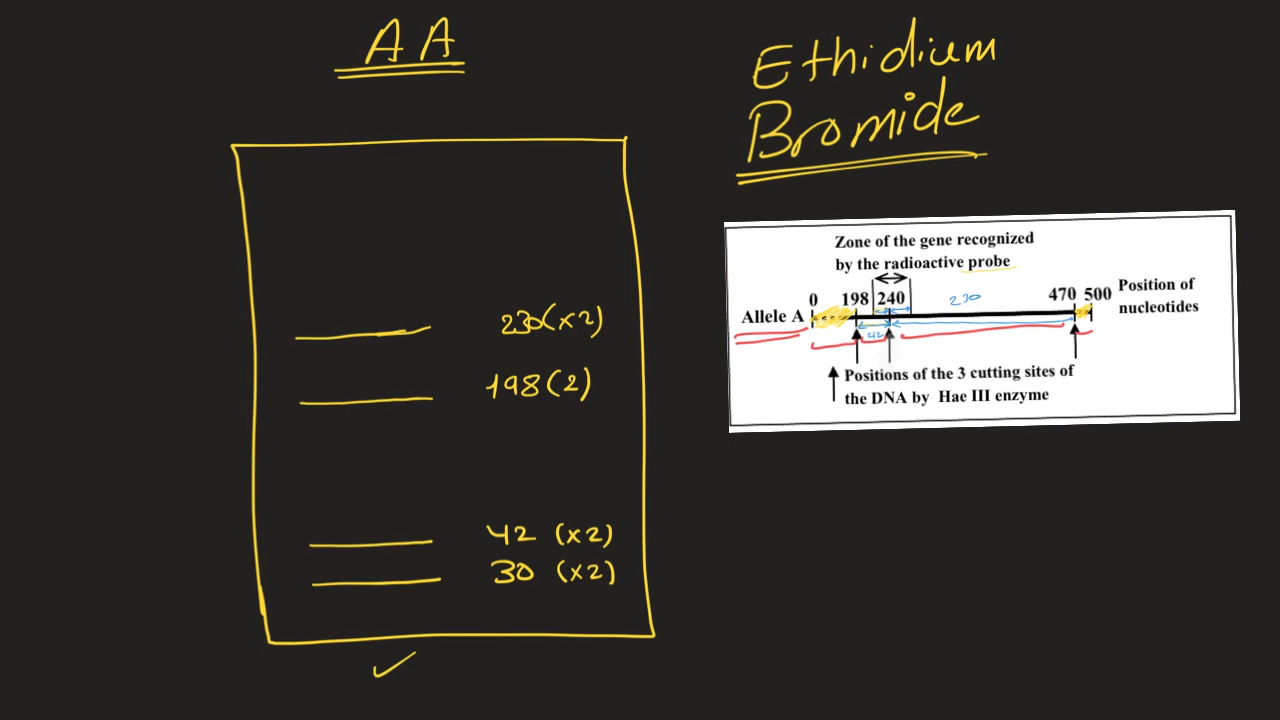 AA
Ethidium
Bromide
230(x2)
198(2)
42 (x2)
30 (x2)
Zone of the gene recognized
by the radioactive probe
0 198 240 230 470 500 Position of
nucleotides
Allele A
42
Positions of the 3 cutting sites of
the DNA by Hae III enzyme